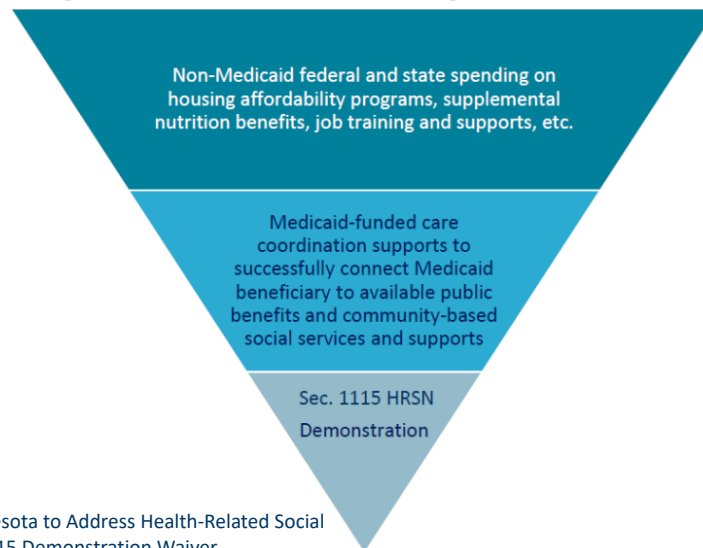 Non-Medicaid federal and state spending on
housing affordability programs, supplemental
nutrition benefits, job training and supports, etc.
Medicaid-funded care
coordination supports to
successfully connect Medicaid
beneficiary to available public
benefits and community-based
social services and supports
Sec. 1115 HRSN
Demonstration
to Address Health-Related Social
Demonstration Waiver